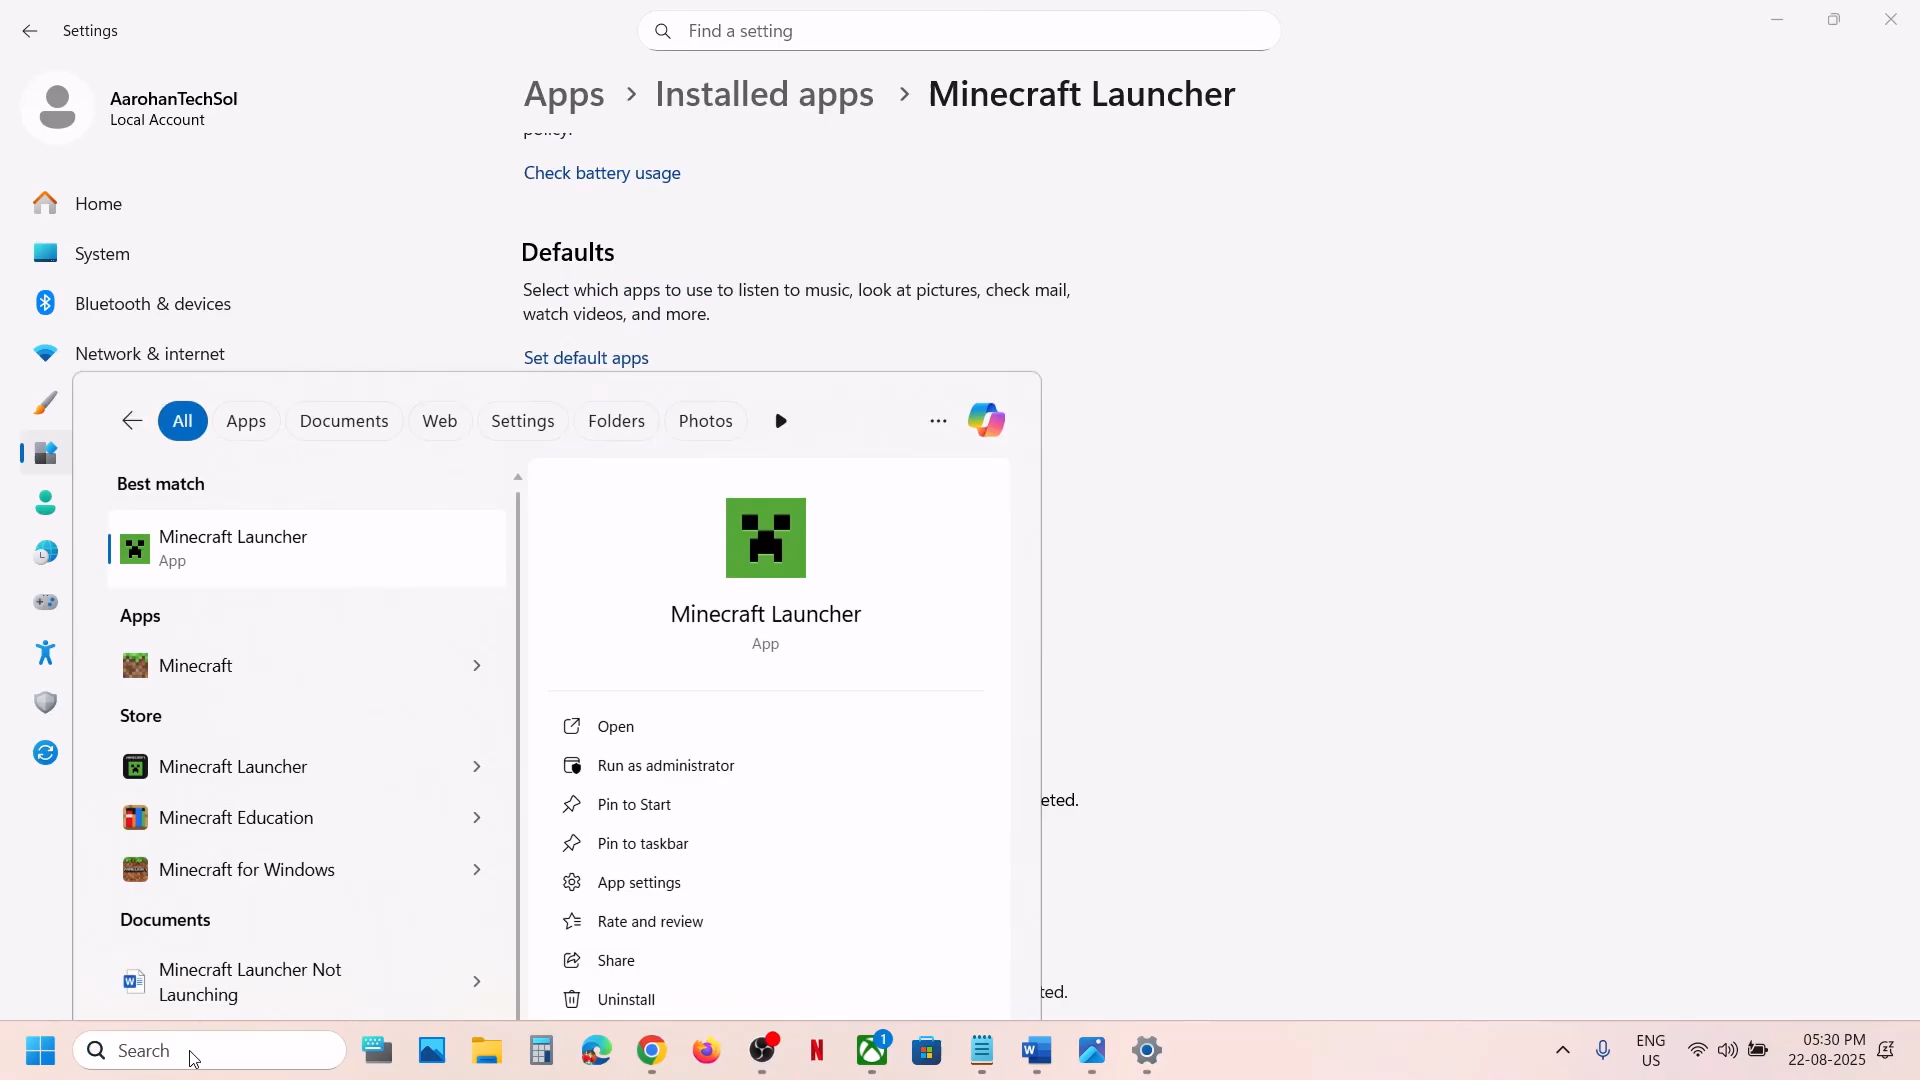 Settings
Find a setting
AarohanTechSol
Local Account
Apps > Installed apps > Minecraft Launcher
policy.
Check battery usage
Home
System
Bluetooth & devices
Network & internet
Defaults
Select which apps to use to listen to music, look at pictures, check mail,
watch videos, and more.
Set default apps
All
Apps
Documents
Web
Settings
Folders
Photos
Best match
Minecraft Launcher
App
Apps
Minecraft
Store
Minecraft Launcher
Minecraft Education
Minecraft for Windows
Documents
Minecraft Launcher Not
Launching
Minecraft Launcher
App
Open
Run as administrator
Pin to Start
Pin to taskbar
App settings
Rate and review
Share
Uninstall
eted.
ted.
Search
1
ENG
US
05:30 PM
22-08-2025